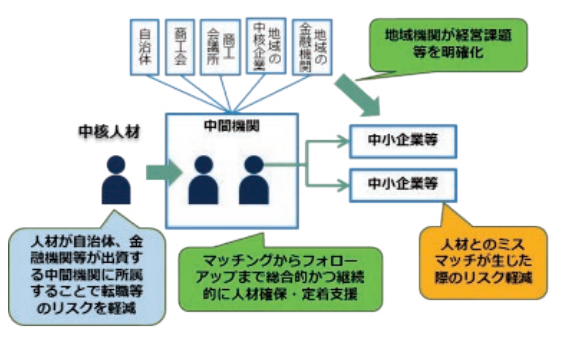 自治体
商工会
商工
会議所
地域の
中核企業
地域の
金融機関
地域機関が経営課題
等を明確化
中核人材
中間機関
中小企業等
中小企業等
人材が自治体、金
融機関等が出資す
る中間機関に所属
することで転職等
のリスクを軽減
マッチングからフォロー
アップまで総合的かつ継続
的に人材確保・定着支援
人材とのミス
マッチが生じた
際のリスク軽減